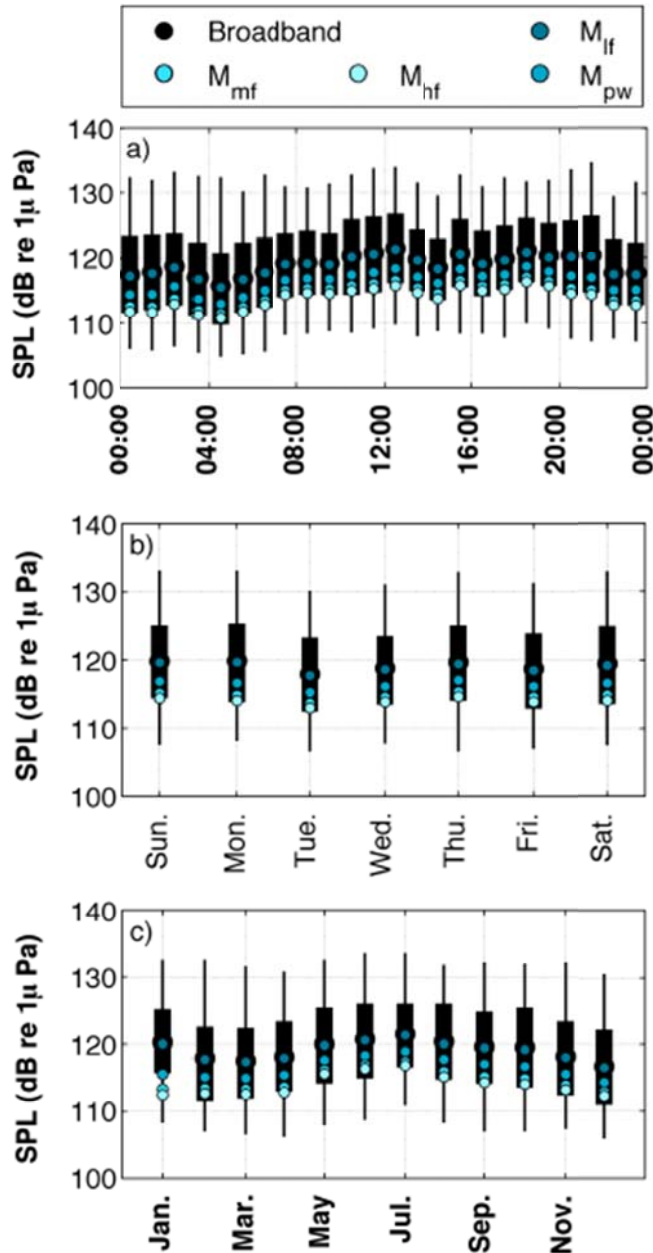 Broadband M_lf
M_mf M_hf M_pw
a)
SPL (dB re 1μ Pa)
140
130
120
110
100
00:00 04:00 08:00 12:00 16:00 20:00 00:00
b)
SPL (dB re 1μ Pa)
140
130
120
110
100
Sun. Mon. Tue. Wed. Thu. Fri. Sat.
c)
SPL (dB re 1μ Pa)
140
130
120
110
100
Jan. Mar. May Jul. Sep. Nov.